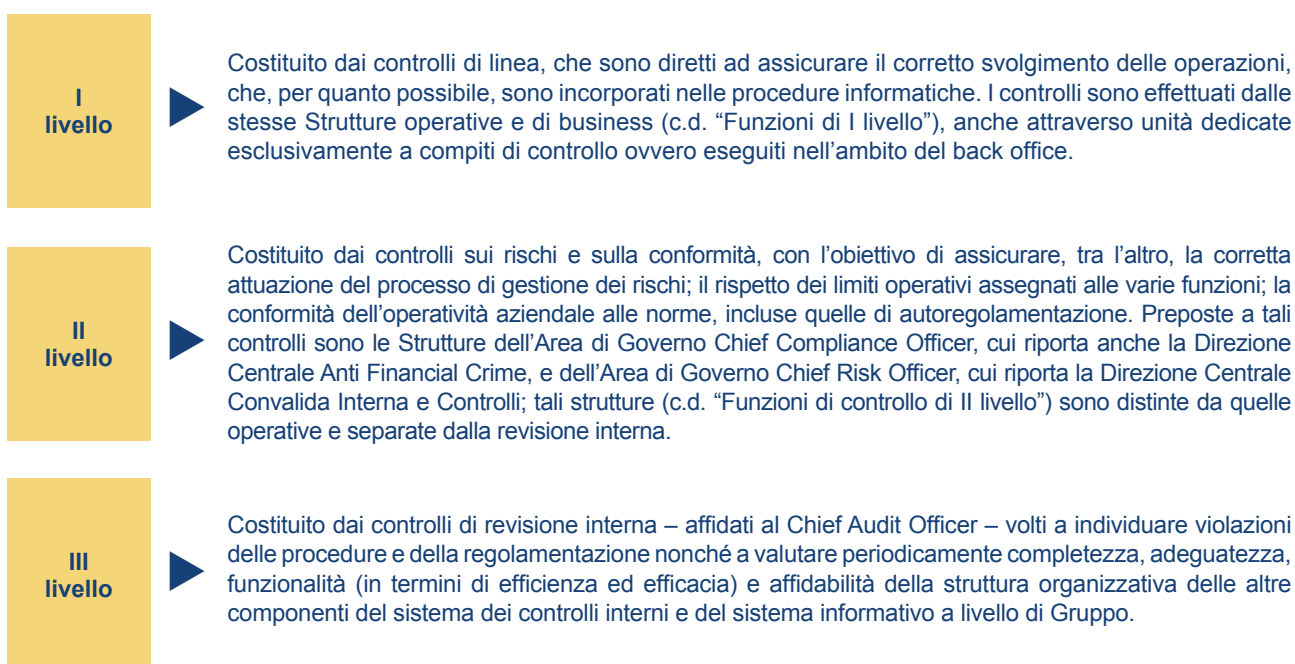 I
livello
Costituito dai controlli di linea, che sono diretti ad assicurare il corretto svolgimento delle operazioni,
che, per quanto possibile, sono incorporati nelle procedure informatiche. I controlli sono effettuati dalle
stesse Strutture operative e di business (c.d. “Funzioni di I livello”), anche attraverso unità dedicate
esclusivamente a compiti di controllo ovvero eseguiti nell’ambito del back office.
II
livello
Costituito dai controlli sui rischi e sulla conformità, con l’obiettivo di assicurare, tra l’altro, la corretta
attuazione del processo di gestione dei rischi; il rispetto dei limiti operativi assegnati alle varie funzioni; la
conformità dell’operatività aziendale alle norme, incluse quelle di autoregolamentazione. Preposte a tali
controlli sono le Strutture dell’Area di Governo Chief Compliance Officer, cui riporta anche la Direzione
Centrale Anti Financial Crime, e dell’Area di Governo Chief Risk Officer, cui riporta la Direzione Centrale
Convalida Interna e Controlli; tali strutture (c.d. “Funzioni di controllo di II livello”) sono distinte da quelle
operative e separate dalla revisione interna.
III
livello
Costituito dai controlli di revisione interna – affidati al Chief Audit Officer – volti a individuare violazioni
delle procedure e della regolamentazione nonché a valutare periodicamente completezza, adeguatezza,
funzionalità (in termini di efficienza ed efficacia) e affidabilità della struttura organizzativa delle altre
componenti del sistema dei controlli interni e del sistema informativo a livello di Gruppo.